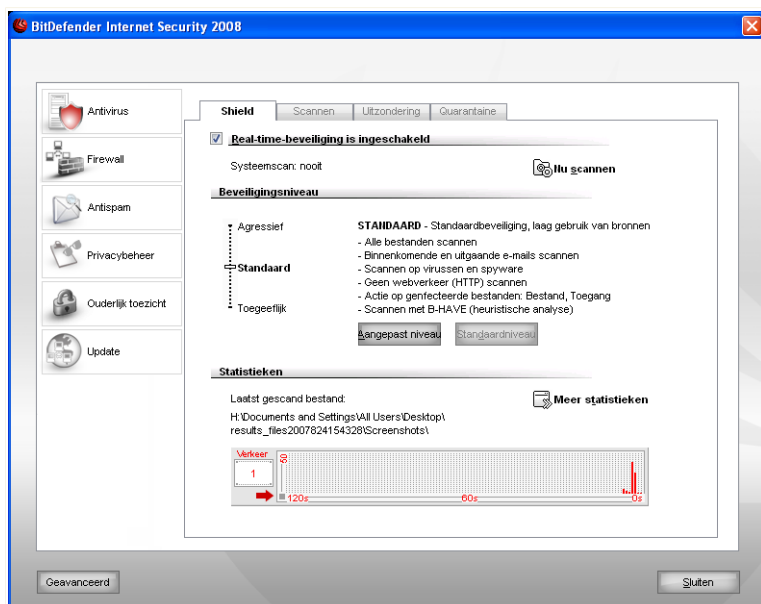 BitDefender Internet Security 2008
Antivirus
Firewall
Antispam
Privacybeheer
Ouderlijk toezicht
Update
Shield
Scannen
Uitzondering
Quarantaine
Real-time-beveiliging is ingeschakeld
Systeemscan: nooit
Nu scannen
Beveiligingsniveau
Agressief
Standaard
Toegeeflijk
STANDAARD - Standaardbeveiliging, laag gebruik van bronnen
- Alle bestanden scannen
- Binnenkomende en uitgaande e-mails scannen
- Scannen op virussen en spyware
- Geen webverkeer (HTTP) scannen
- Actie op genfecteerde bestanden: Bestand, Toegang
- Scannen met B-HAVE (heuristische analyse)
Aangepast niveau
Standaardniveau
Statistieken
Laatst gescand bestand:
Meer statistieken
H:\Documents and Settings\All Users\Desktop\
results_files2007824154328\Screenshots\
Verkeer
1
50
120s
60s
0s
Geavanceerd
Sluiten